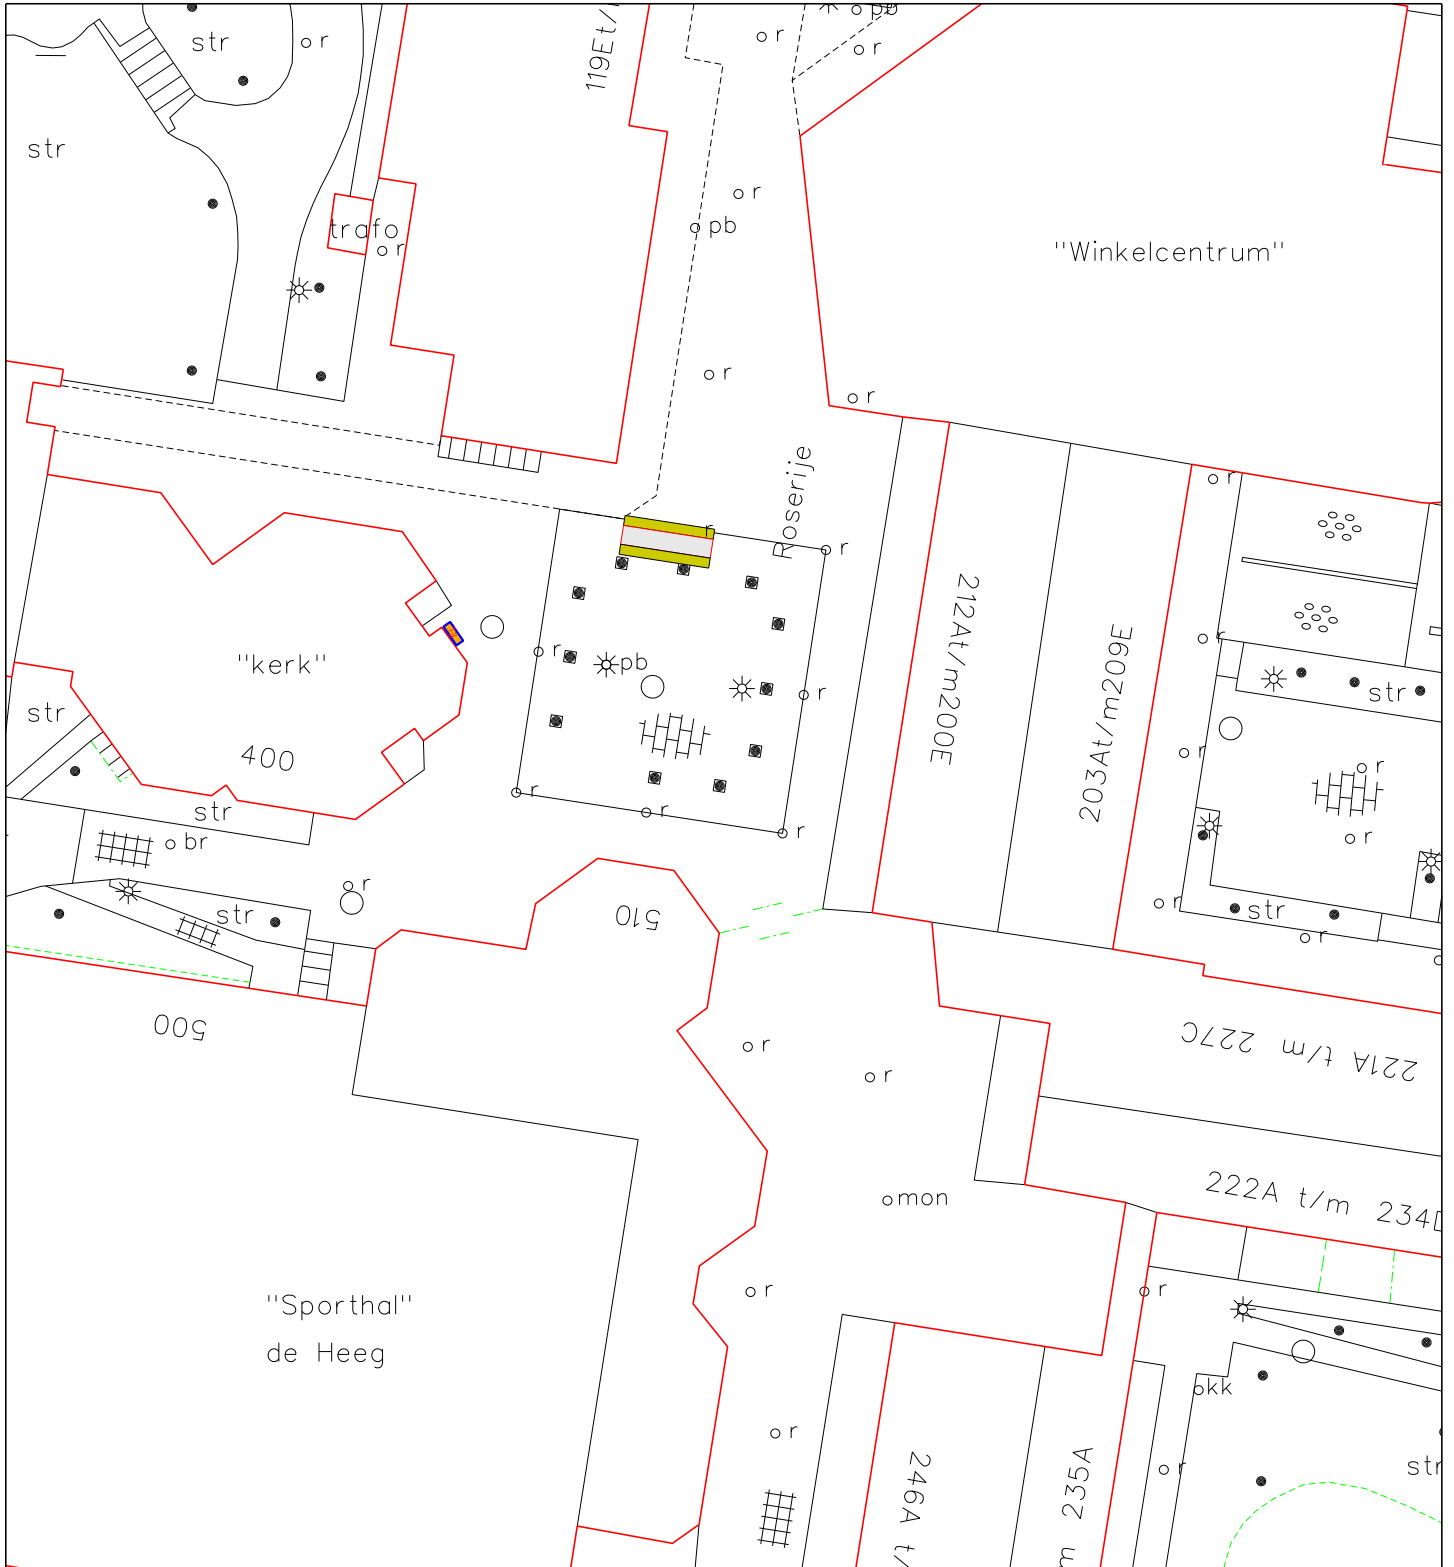 pb
r
r
str
r
119Et/
str
r
pb
trafo
r
"Winkelcentrum"
r
r
Roserije
r
r
r
212At/m200E
203At/m209E
r
"kerk"
r
pb
r
str
str
400
r
r
str
br
r
r
r
r
r
str
510
r
str
r
500
r
r
221A t/m 227C
222A t/m 234D
mon
"Sporthal"
de Heeg
r
r
okk
r
r
str
246A t/
m 235A